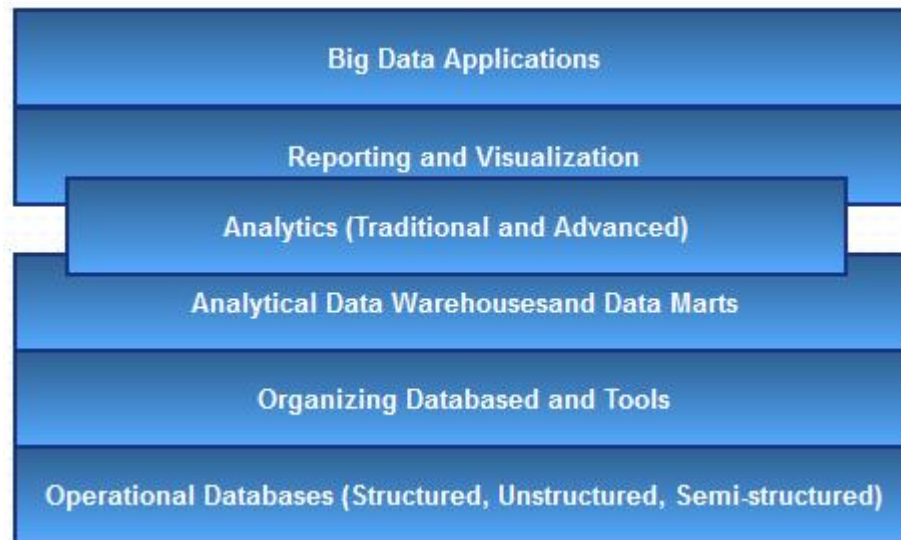 Big Data Applications
Reporting and Visualization
Analytics (Traditional and Advanced)
Analytical Data Warehousesand Data Marts
Organizing Databased and Tools
Operational Databases (Structured, Unstructured, Semi-structured)